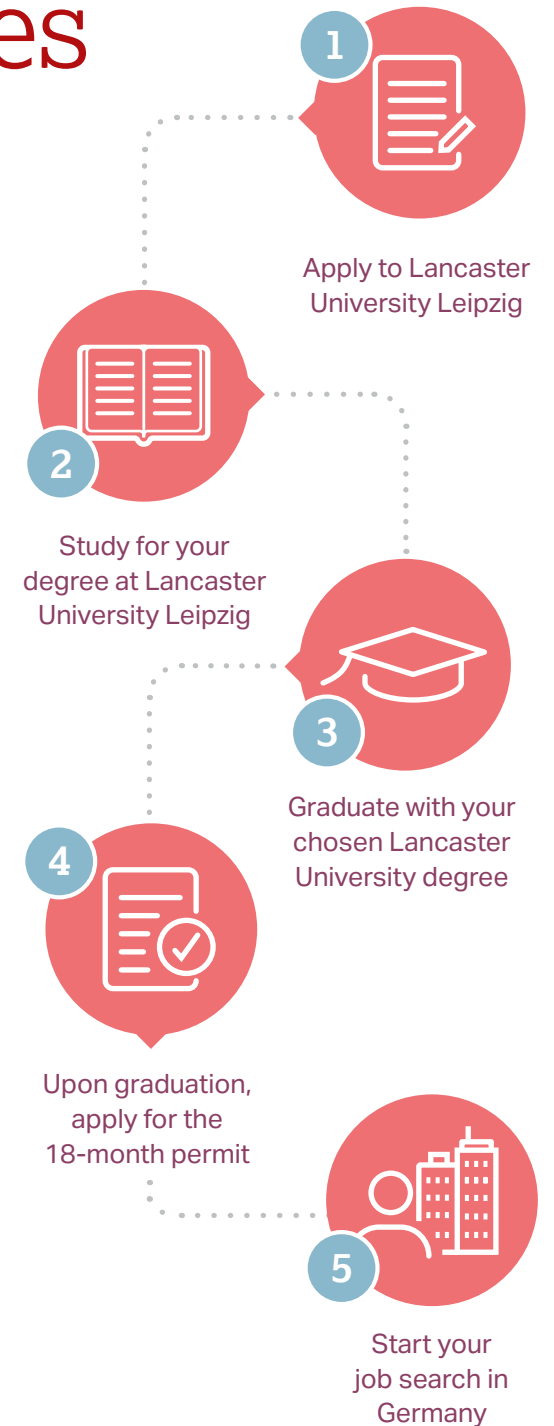 es
1
Apply to Lancaster
University Leipzig
2
Study for your
degree at Lancaster
University Leipzig
3
Graduate with your
chosen Lancaster
University degree
4
Upon graduation,
apply for the
18-month permit
5
Start your
job search in
Germany